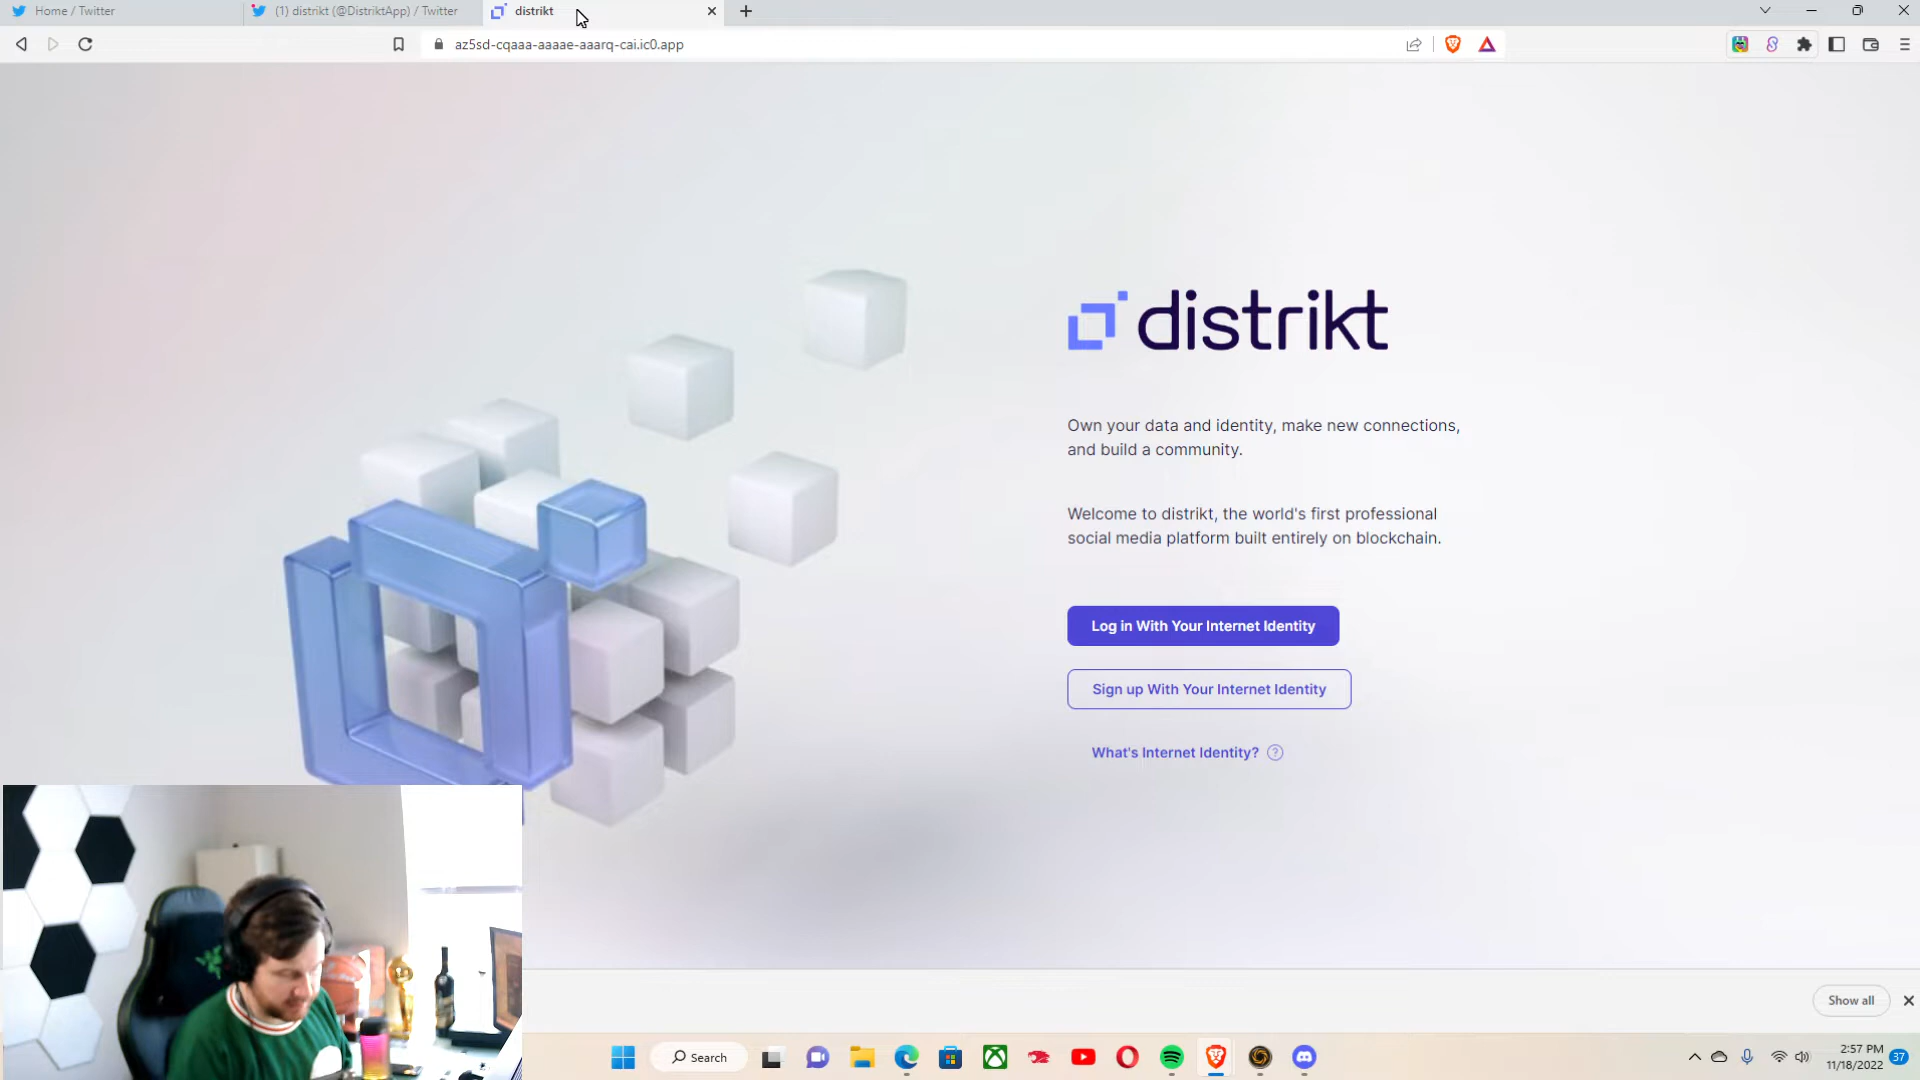 Home / Twitter
(1) distrikt (@DistriktApp) / Twitter
distrikt
az5sd-cqaaa-aaaae-aaarq-cai.ic0.app
distrikt
Own your data and identity, make new connections,
and build a community.
Welcome to distrikt, the world's first professional
social media platform built entirely on blockchain.
Log in With Your Internet Identity
Sign up With Your Internet Identity
What's Internet Identity? ?
Show all
Search
2:57 PM
11/18/2022
37